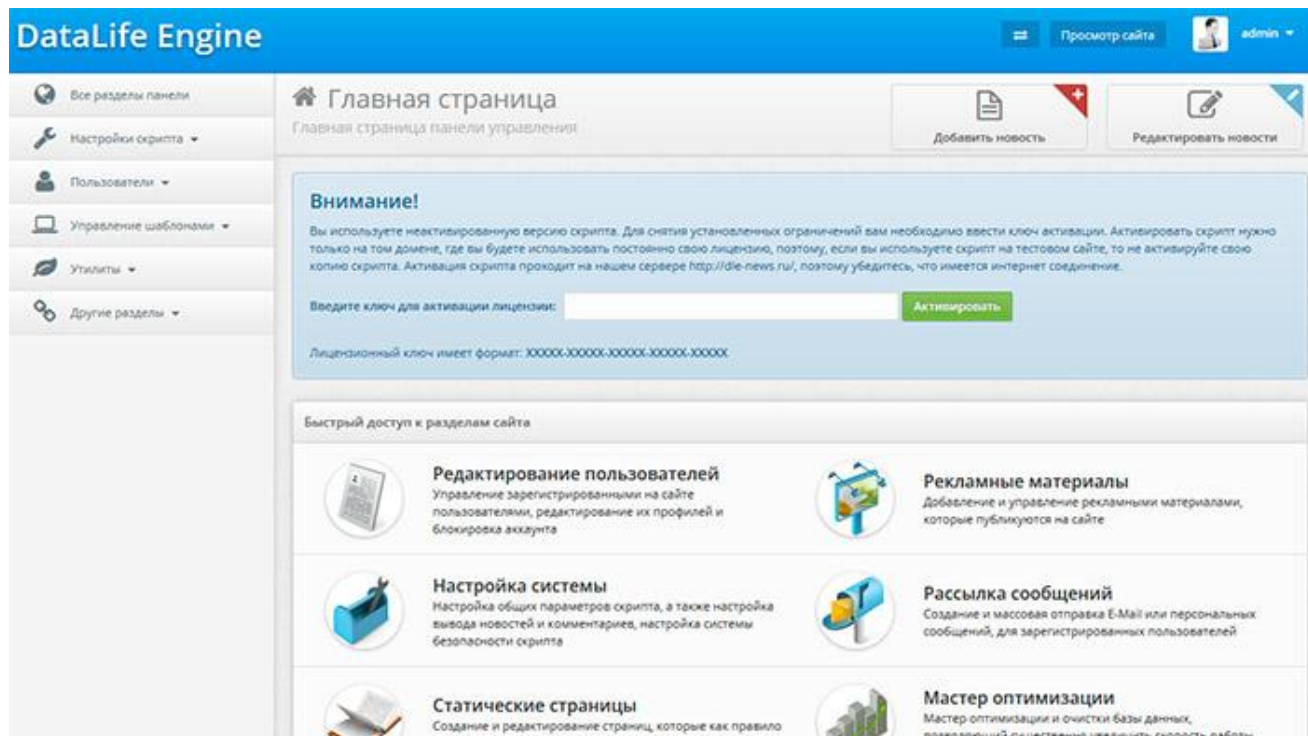 DataLife Engine
Просмотр сайта
admin
Все разделы панели
Настройки скрипта
Пользователи
Управление шаблонами
Утилиты
Другие разделы
Главная страница
Главная страница панели управления
Добавить новость
Редактировать новости
Внимание!
Вы используете неактивированную версию скрипта. Для снятия установленных ограничений вам необходимо ввести ключ активации. Активировать скрипт нужно
только на том домене, где вы будете использовать постоянно свою лицензию, поэтому, если вы используете скрипт на тестовом сайте, то не активируйте свою
копию скрипта. Активация скрипта проходит на нашем сервере http://dle-news.ru/, поэтому убедитесь, что имеется интернет соединение.
Введите ключ для активации лицензии:
Активировать
Лицензионный ключ имеет формат: XXXXX-XXXXX-XXXXX-XXXXX-XXXXX
Быстрый доступ к разделам сайта
Редактирование пользователей
Управление зарегистрированными на сайте
пользователями, редактирование их профилей и
блокировка аккаунта
Рекламные материалы
Добавление и управление рекламными материалами,
которые публикуются на сайте
Настройка системы
Настройка общих параметров скрипта, а также настройка
вывода новостей и комментариев, настройка системы
безопасности скрипта
Рассылка сообщений
Создание и массовая отправка E-Mail или персональных
сообщений, для зарегистрированных пользователей
Статические страницы
Создание и редактирование страниц, которые как правило
Мастер оптимизации
Мастер оптимизации и очистки базы данных,
позволяющий существенно увеличить скорость работы